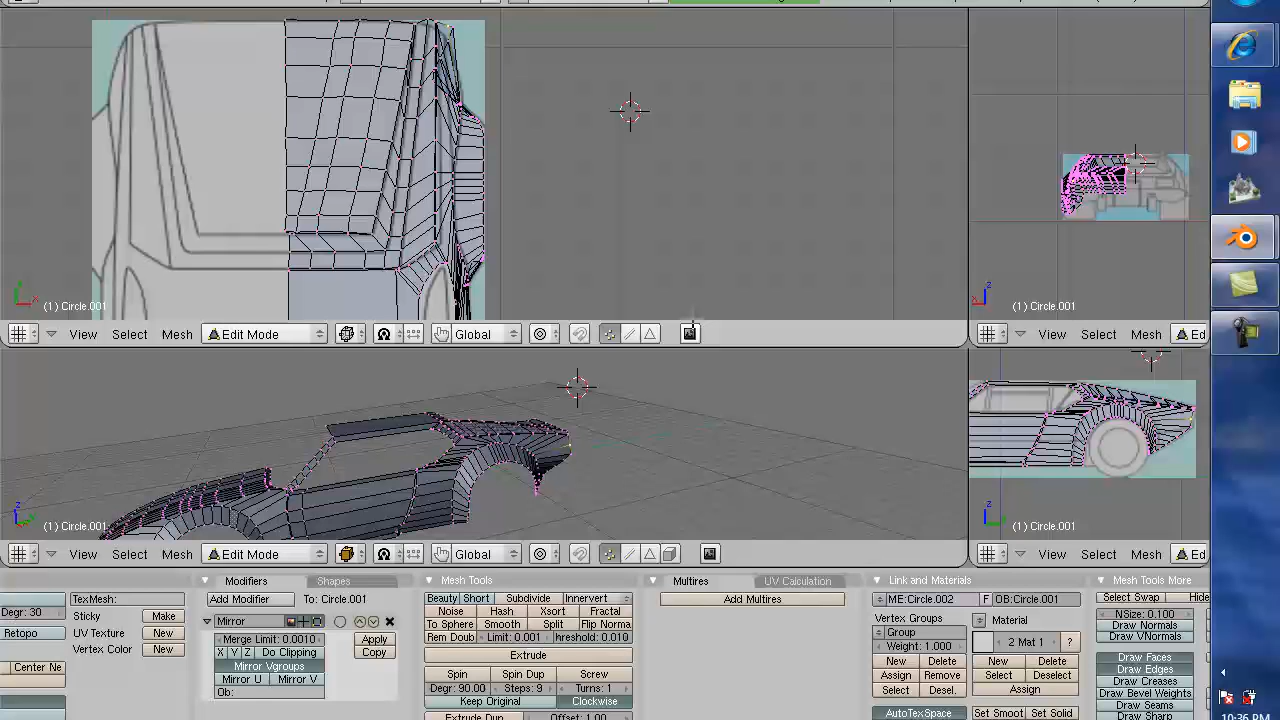 (1) Circle.001
(1) Circle.001
View Select Mesh Edit Mode Global
View Select Mesh Ed
(1) Circle.001
(1) Circle.001
View Select Mesh Edit Mode Global
View Select Mesh Ed
Modifiers Shapes
Mesh Tools
Multires UV Calculation
Link and Materials
Mesh Tools More
TexMesh:
Add Modifier To: Circle.001
Beauty Short Subdivide Innervert
Add Multires
ME:Circle.002 F OB:Circle.001
Select Swap Hide
Degr: 30
Sticky Make
Mirror
Noise Hash Xsort Fractal
Vertex Groups
Material
NSize: 0.100
Retopo
UV Texture New
Merge Limit: 0.0010 Apply
To Sphere Smooth Split Flip Norma
Group
Draw Normals
Vertex Color New
X Y Z Do Clipping Copy
Rem Doub Limit: 0.001 hreshold: 0.010
Weight: 1.000
2 Mat 1 ?
Draw VNormals
Center Ne
Mirror Vgroups
Extrude
New Delete New Delete
Draw Faces
Mirror U Mirror V
Spin Spin Dup Screw
Assign Remove Select Deselect
Draw Edges
Ob:
Degr: 90.00 Steps: 9 Turns: 1
Select Desel. Assign
Draw Creases
Keep Original Clockwise
Draw Bevel Weights
AutoTexSpace Set Smoot Set Solid
Draw Seams
Extrude Dup Offset: 1.00
Draw Sharp
10:36 PM